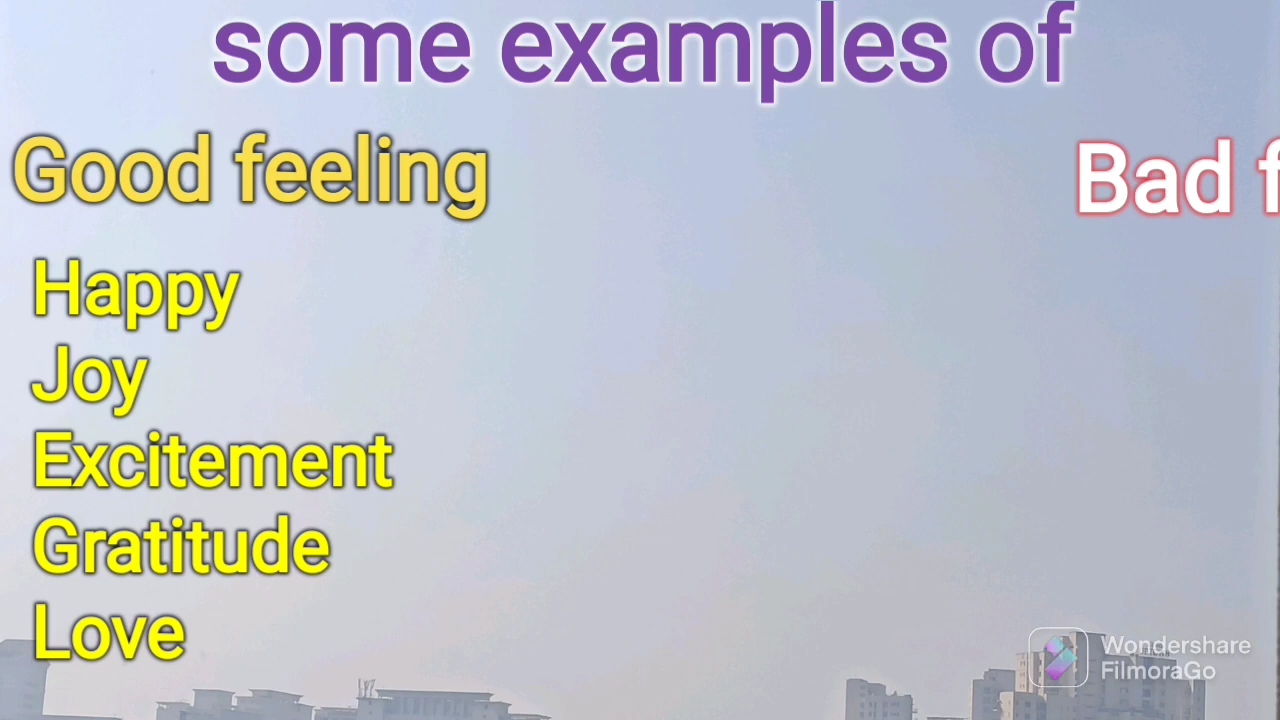 some examples of
Good feeling
Bad f
Happy
Joy
Excitement
Gratitude
Love
Wondershare
FilmoraGo